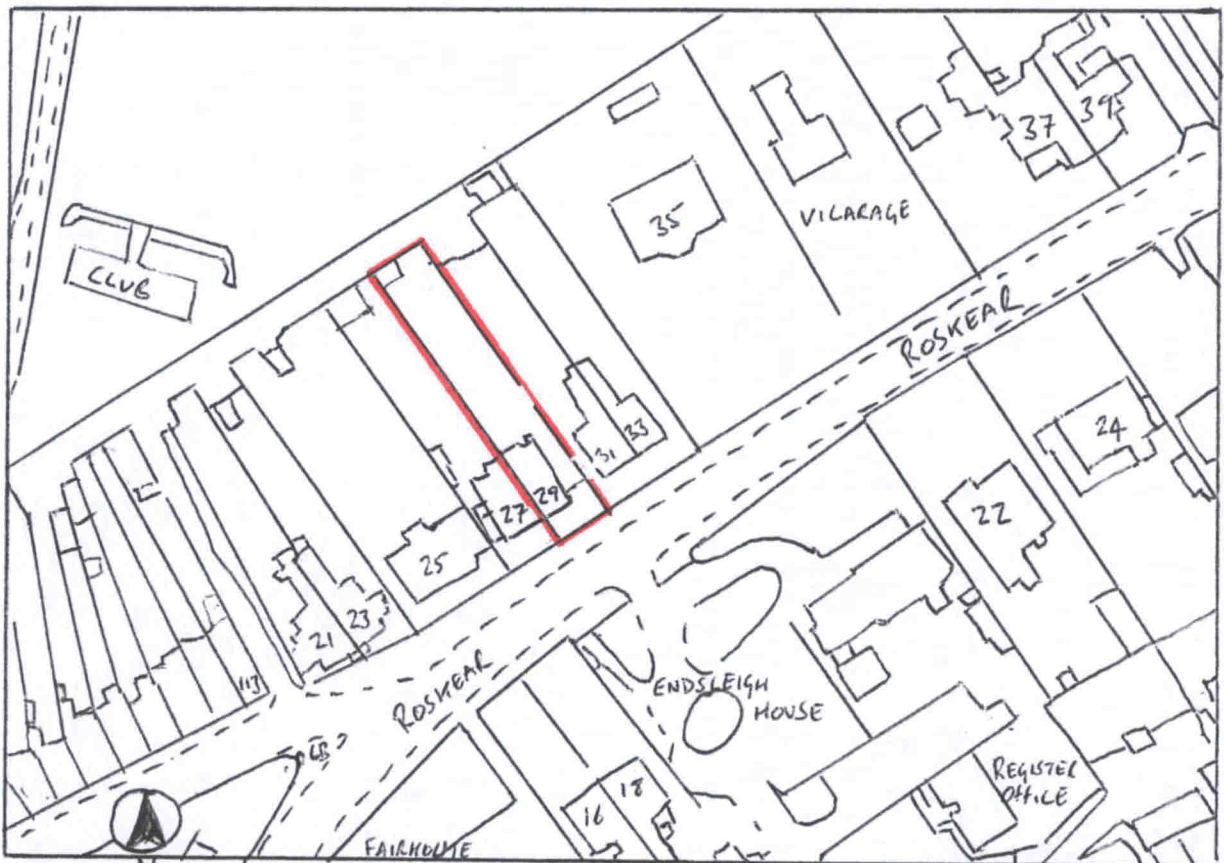 37
39
VICARAGE
35
CLUB
ROSKEAR
24
33
31
29
27
22
25
23
21
113
ROSKEAR
ENDSLEIGH
HOUSE
REGISTER
OFFICE
18
16